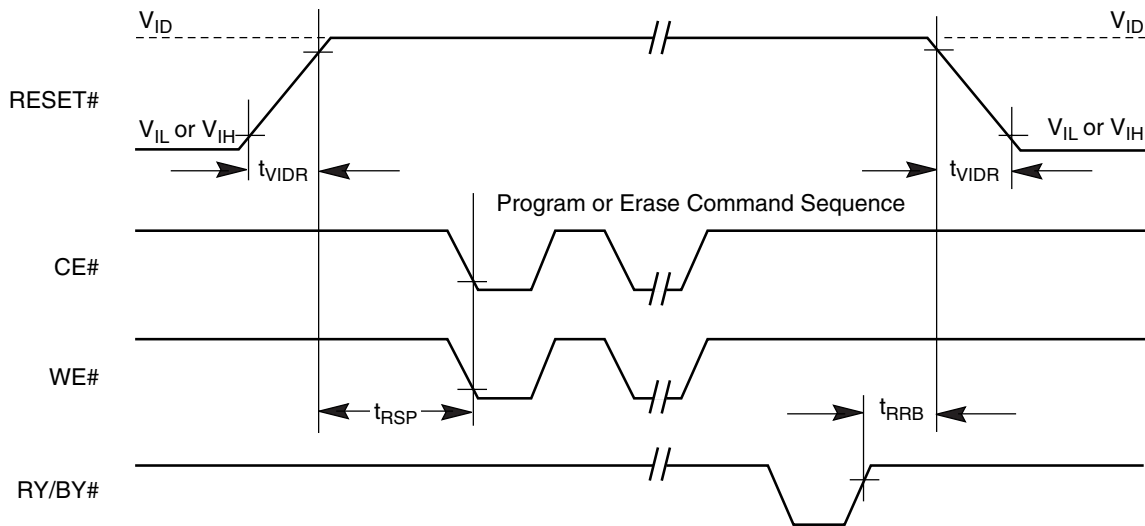 V_ID V_ID
RESET#
V_IL or V_IH V_IL or V_IH
t_VIDR t_VIDR
Program or Erase Command Sequence
CE#
WE#
t_RSP t_RRB
RY/BY#